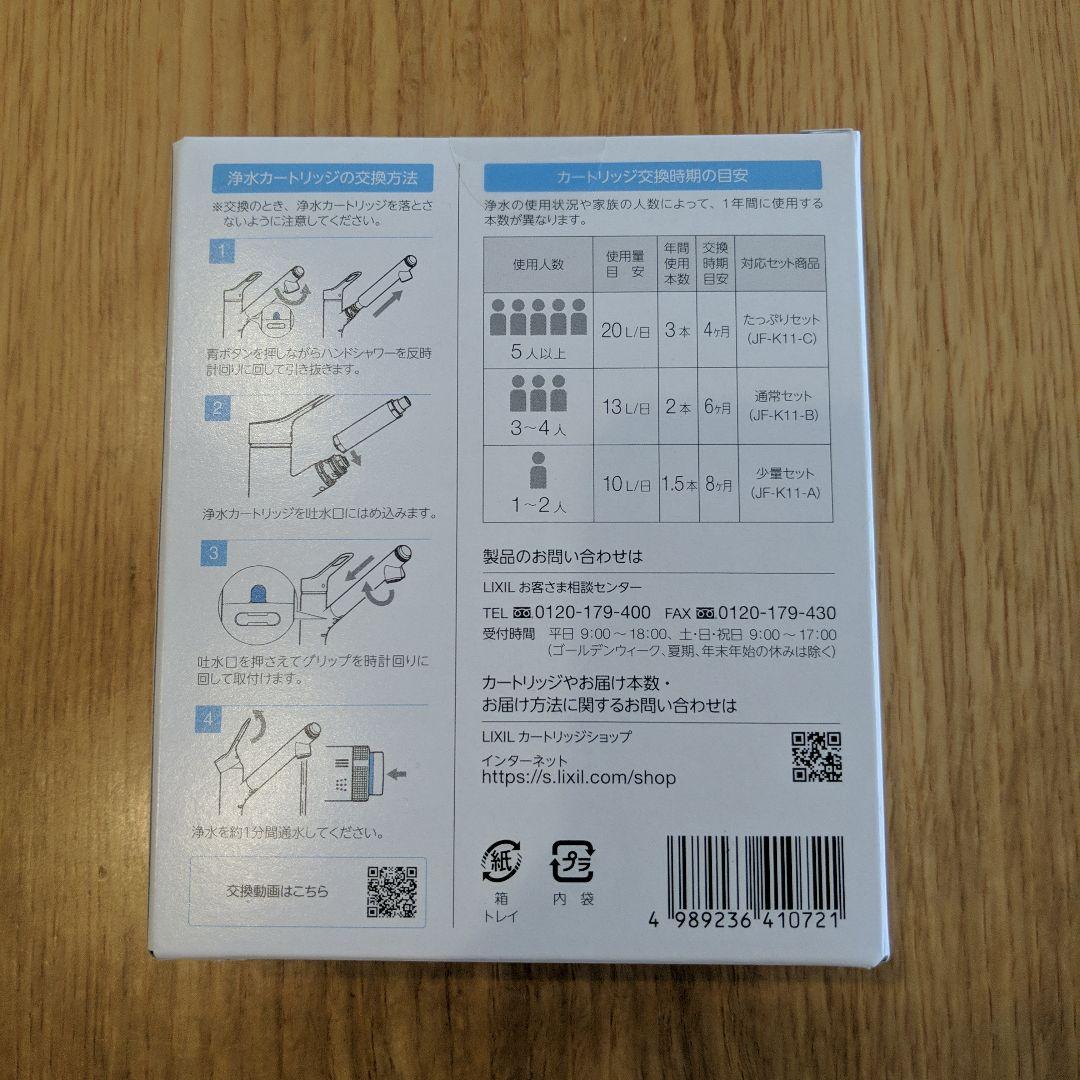 浄水カートリッジの交換方法
※交換のとき、浄水カートリッジを落とさ
ないように注意してください。
1
青ボタンを押しながらハンドシャワーを反時
計回りに回して引き抜きます。
2
浄水カートリッジを吐水口にはめ込みます。
3
吐水口を押さえてグリップを時計回りに
回して取付けます。
4
浄水を約1分間通水してください。
交換動画はこちら
カートリッジ交換時期の目安
浄水の使用状況や家族の人数によって、1年間に使用する
本数が異なります。
使用人数 使用量目安 年間使用本数 交換時期目安 対応セット商品
5人以上 20L/日 3本 4ヶ月 たっぷりセット
(JF-K11-C)
3～4人 13L/日 2本 6ヶ月 通常セット
(JF-K11-B)
1～2人 10L/日 1.5本 8ヶ月 少量セット
(JF-K11-A)
製品のお問い合わせは
LIXIL お客さま相談センター
TEL 0120-179-400 FAX 0120-179-430
受付時間 平日 9:00～18:00、土・日・祝日 9:00～17:00
(ゴールデンウィーク、夏期、年末年始の休みは除く)
カートリッジやお届け本数・
お届け方法に関するお問い合わせは
LIXIL カートリッジショップ
インターネット
https://s.lixil.com/shop
紙
箱
トレイ
プラ
内袋
4 989236 410721